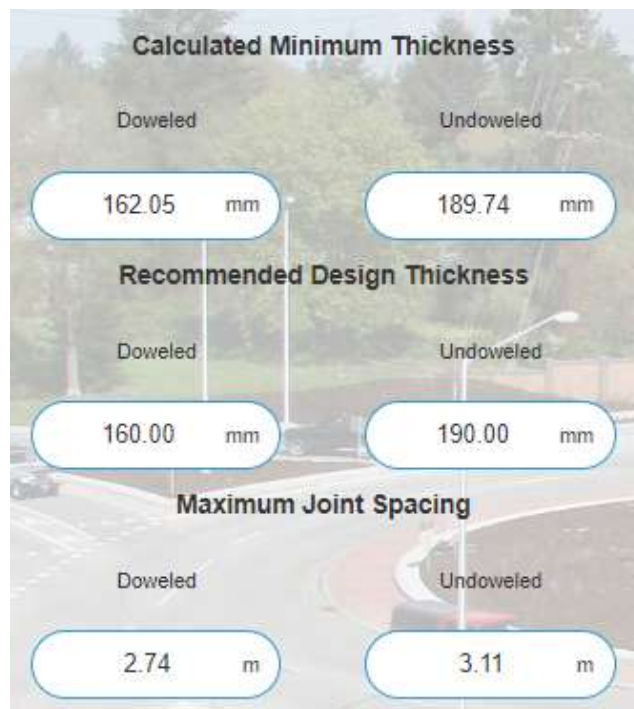 Calculated Minimum Thickness
Doweled Undoweled
162.05 mm 189.74 mm
Recommended Design Thickness
Doweled Undoweled
160.00 mm 190.00 mm
Maximum Joint Spacing
Doweled Undoweled
2.74 m 3.11 m